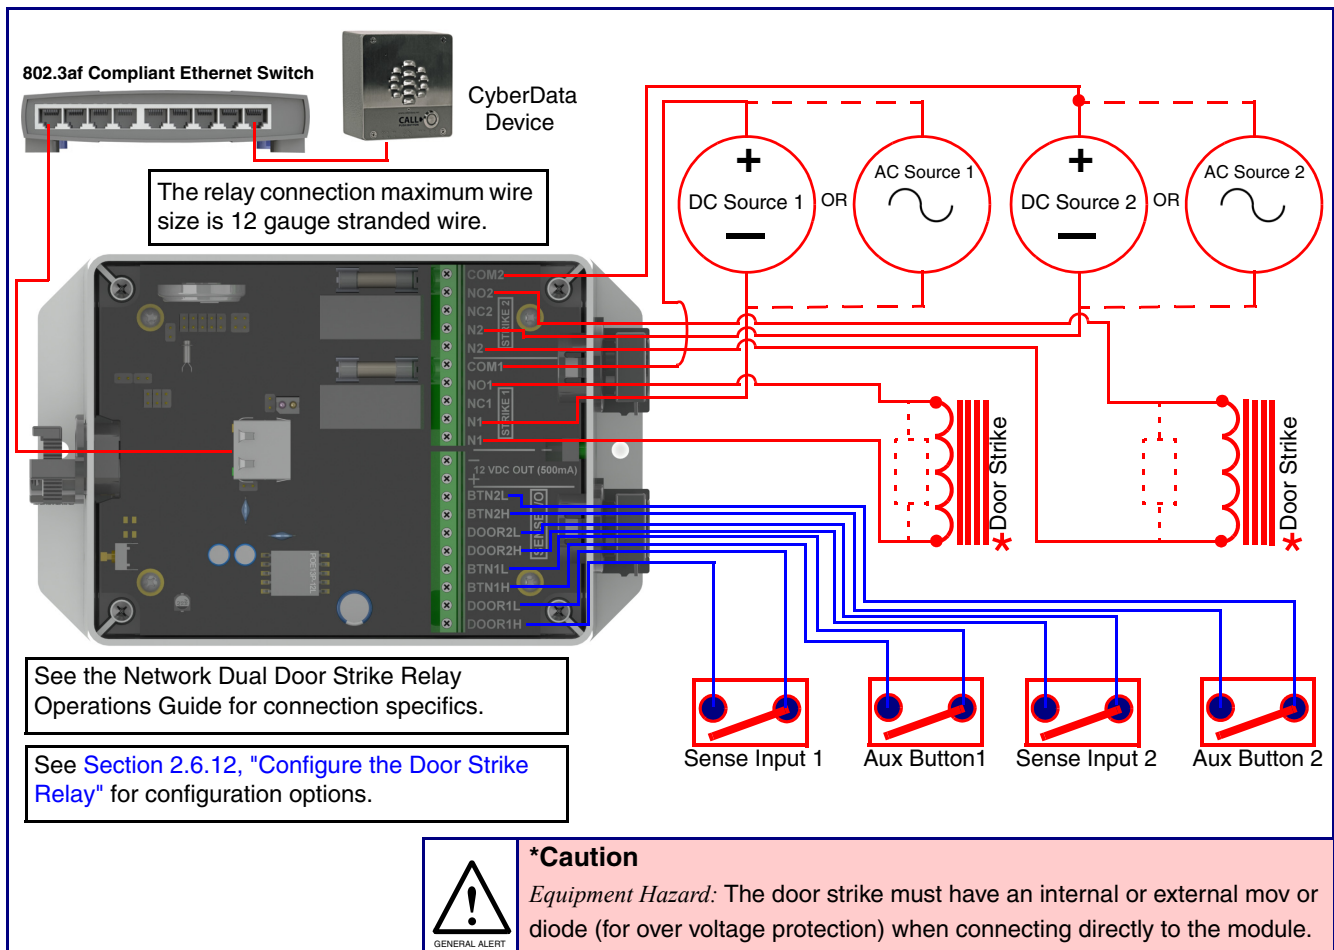 802.3af Compliant Ethernet Switch
CALL
CyberData
Device
The relay connection maximum wire
size is 12 gauge stranded wire.
+
DC Source 1
—
OR
AC Source 1
+
DC Source 2
—
OR
AC Source 2
COM2
NO2
NC2
N2
N2
STRIKE 2
COM1
NO1
NC1
N1
N1
STRIKE 1
–
+
12 VDC OUT (500mA)
BTN2L
BTN2H
DOOR2L
DOOR2H
BTN1L
BTN1H
DOOR1L
DOOR1H
*Door Strike
*Door Strike
See the Network Dual Door Strike Relay
Operations Guide for connection specifics.
See Section 2.6.12, "Configure the Door Strike
Relay" for configuration options.
Sense Input 1
Aux Button1
Sense Input 2
Aux Button 2
GENERAL ALERT
*Caution
Equipment Hazard: The door strike must have an internal or external mov or
diode (for over voltage protection) when connecting directly to the module.